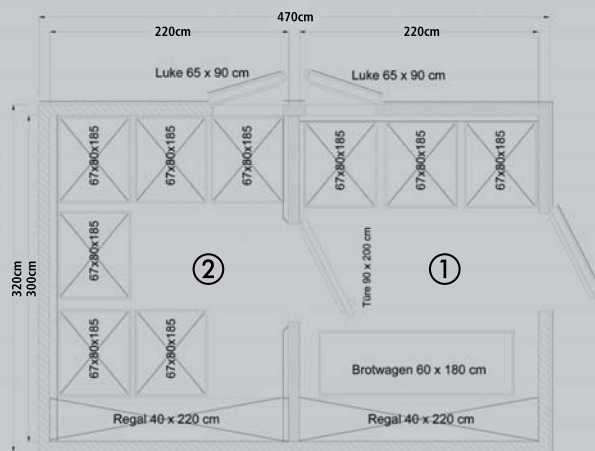 470cm
220cm
220cm
Luke 65 x 90 cm
Luke 65 x 90 cm
67x80x185
67x80x185
67x80x185
67x80x185
67x80x185
67x80x185
320cm
300cm
67x80x185
2
Türe 90 x 200 cm
1
67x80x185
67x80x185
Brotwagen 60 x 180 cm
Regal 40 x 220 cm
Regal 40 x 220 cm